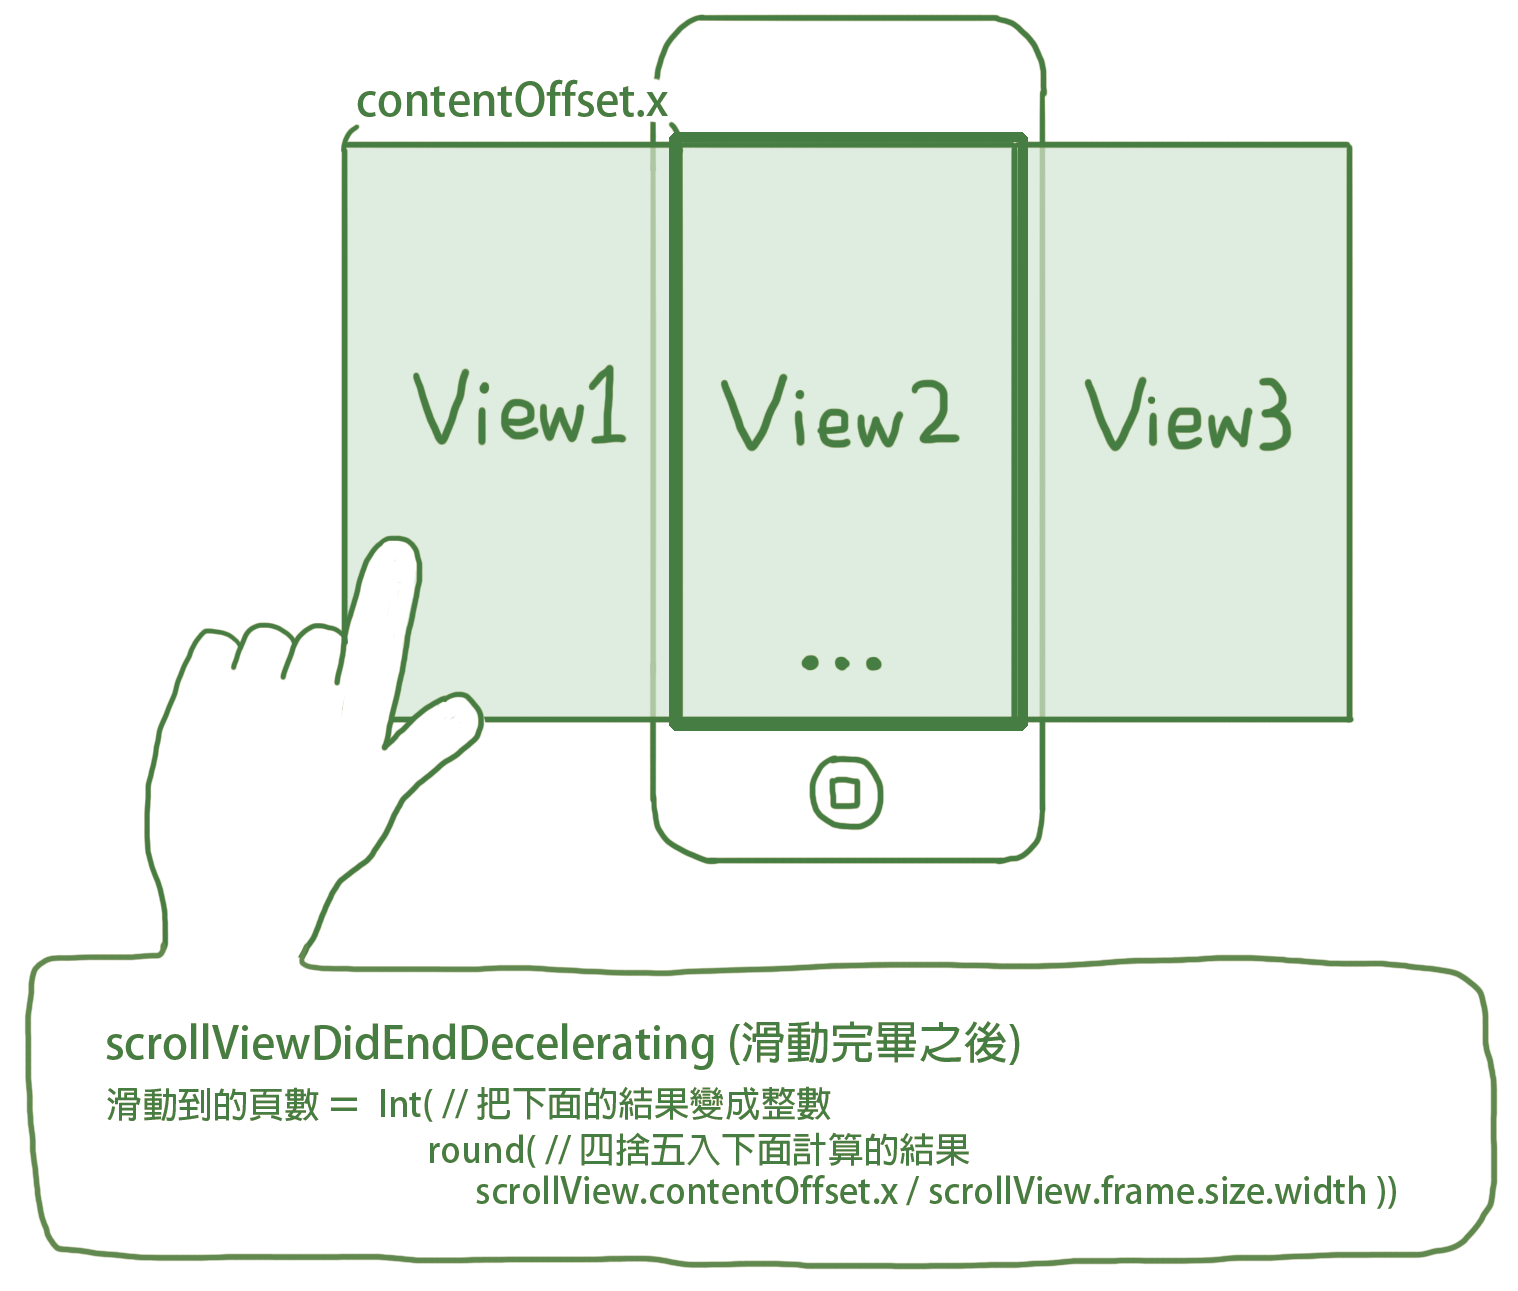 contentOffset.x
View1
View2
View3
scrollViewDidEndDecelerating (滑動完畢之後)
滑動到的頁數 = Int( // 把下面的結果變成整數
round( // 四捨五入下面計算的結果
scrollView.contentOffset.x / scrollView.frame.size.width ))